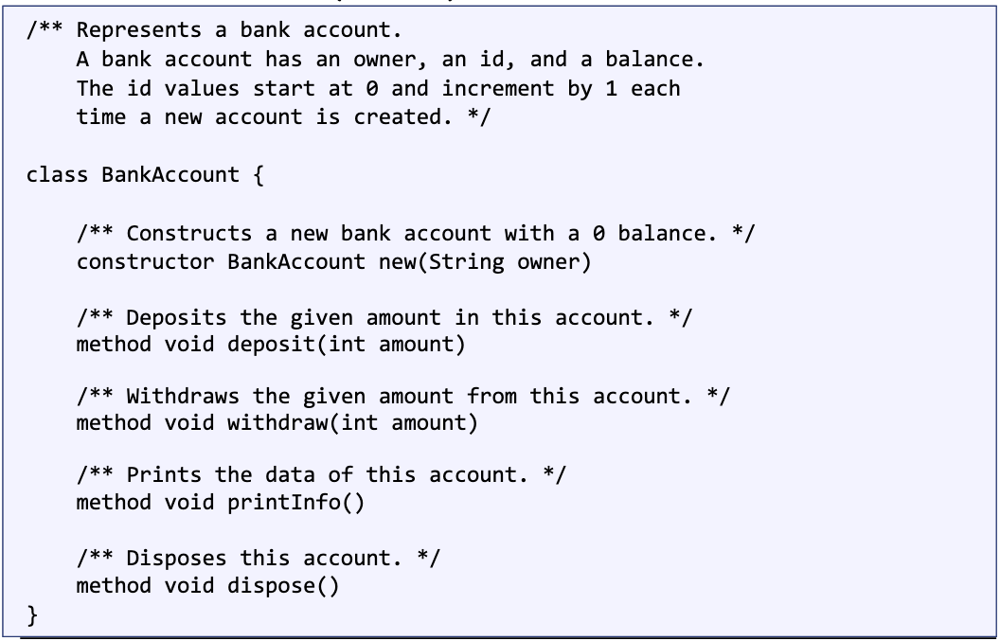 /** Represents a bank account.
    A bank account has an owner, an id, and a balance.
    The id values start at 0 and increment by 1 each
    time a new account is created. */

class BankAccount {

    /** Constructs a new bank account with a 0 balance. */
    constructor BankAccount new(String owner)

    /** Deposits the given amount in this account. */
    method void deposit(int amount)

    /** Withdraws the given amount from this account. */
    method void withdraw(int amount)

    /** Prints the data of this account. */
    method void printInfo()

    /** Disposes this account. */
    method void dispose()
}